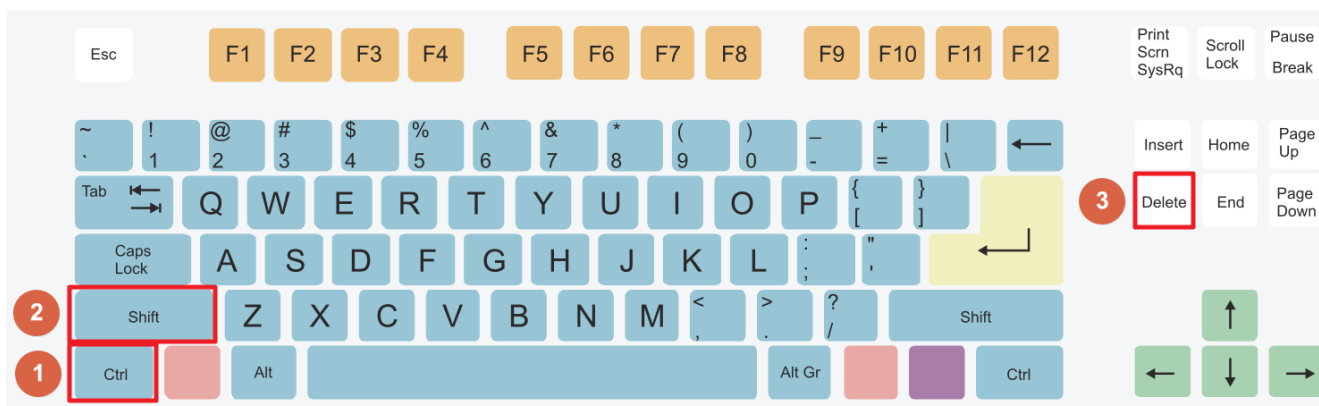 Esc F1 F2 F3 F4 F5 F6 F7 F8 F9 F10 F11 F12
Print
Scrn
SysRq
Scroll
Lock
Pause
Break
~ ! @ # $ % ^ & * ( ) _ + |
` 1 2 3 4 5 6 7 8 9 0 - = \
Insert Home
Page
Up
Tab Q W E R T Y U I O P
{ }
[ ]
3 Delete End
Page
Down
Caps
Lock
A S D F G H J K L
: "
; '
2 Shift Z X C V B N M
< > ?
, . /
Shift
1 Ctrl Alt Alt Gr Ctrl